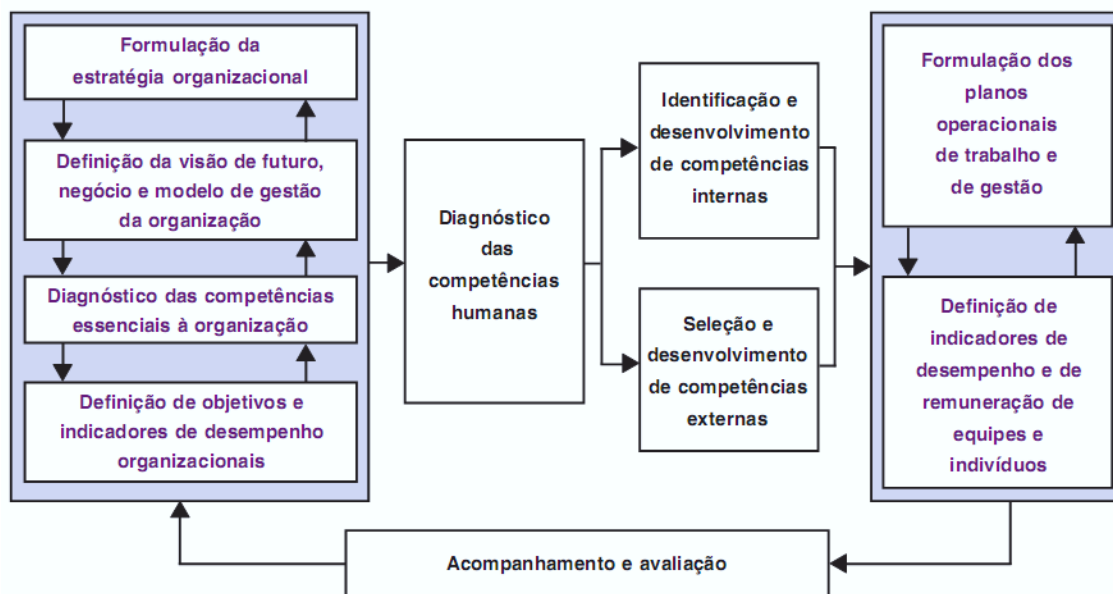 Formulação da
estratégia organizacional
Definição da visão de futuro,
negócio e modelo de gestão
da organização
Diagnóstico das competências
essenciais à organização
Definição de objetivos e
indicadores de desempenho
organizacionais
Diagnóstico
das
competências
humanas
Identificação e
desenvolvimento
de competências
internas
Seleção e
desenvolvimento
de competências
externas
Formulação dos
planos
operacionais
de trabalho e
de gestão
Definição de
indicadores de
desempenho e de
remuneração de
equipes e
indivíduos
Acompanhamento e avaliação